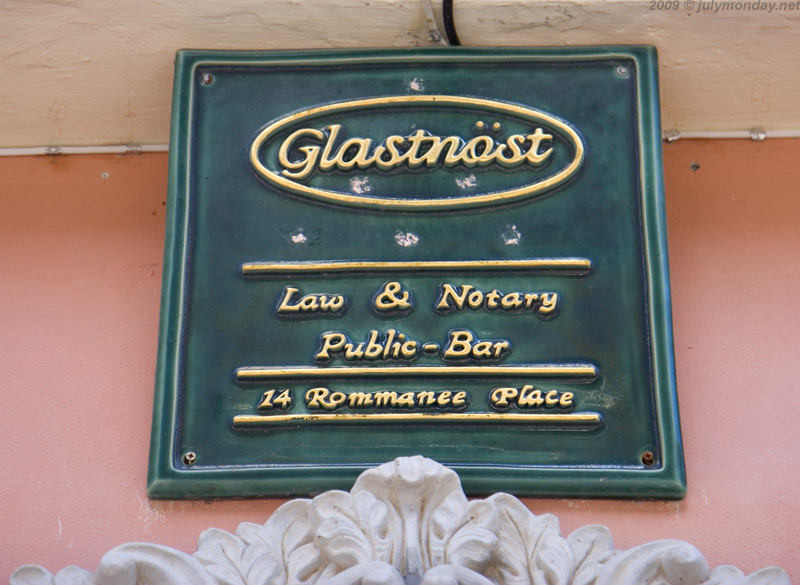 2009 © julymonday.net
Glastnöst
Law & Notary
Public-Bar
14 Rommanee Place